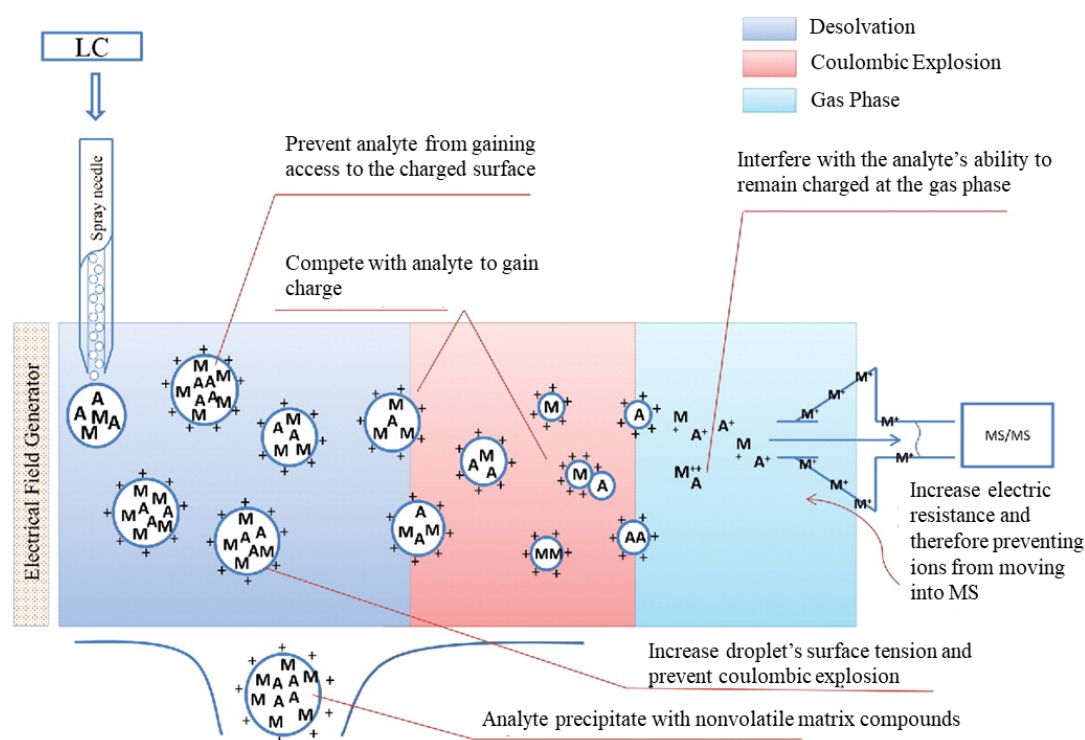 LC
Desolvation
Coulombic Explosion
Gas Phase
Spray needle
Prevent analyte from gaining
access to the charged surface
Interfere with the analyte's ability to
remain charged at the gas phase
Compete with analyte to gain
charge
Electrical Field Generator
M
M
A A M
M A A
M
A
A M A
M
A M
A
M M
M
A
M
A M
M
M
A A
M
A
M⁺
M⁺
M⁺
M⁺
M A⁺
+ A⁺
M
+ A⁺
M⁺⁺
A
MS/MS
M⁺
M⁺
M⁺
M⁺
M
M M
M A A
A M
M
A A
M A
A M
M
A
M M
A
M A
MM
AA
Increase electric
resistance and
therefore preventing
ions from moving
into MS
Increase droplet's surface tension and
prevent coulombic explosion
M
M A A M
M A A
M
Analyte precipitate with nonvolatile matrix compounds